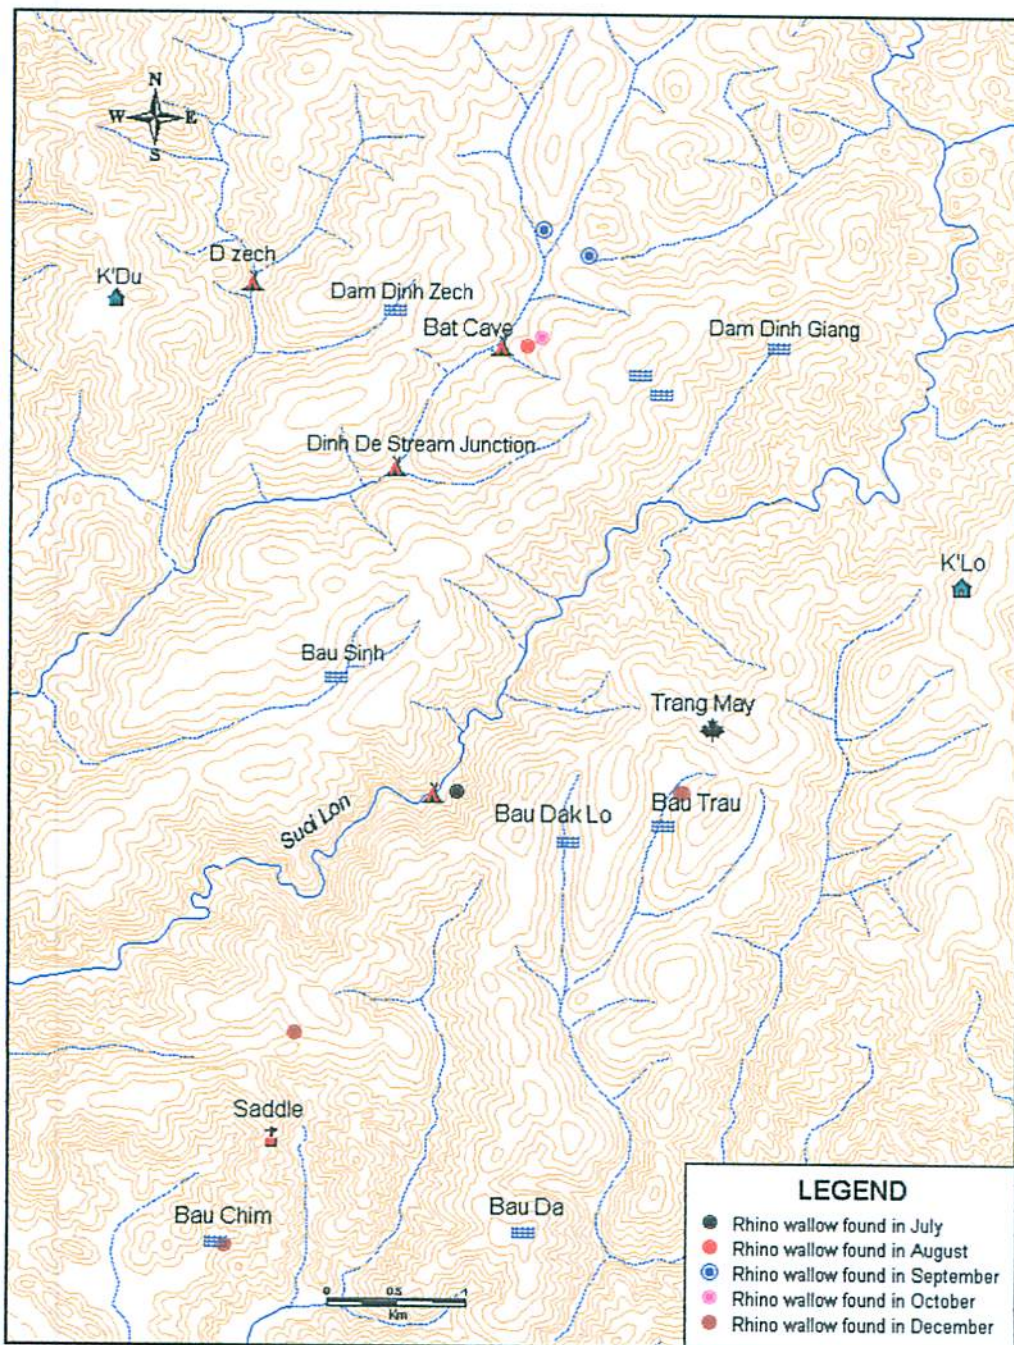 N
W E
S
D zech
K'Du
Dam Dinh Zech
Bat Cave
Dam Dinh Giang
Dinh De Stream Junction
K'Lo
Bau Sinh
Trang May
Bau Dak Lo
Bau Trau
Suoi Lon
Saddle
Bau Chim
Bau Da
0 0.5 1
Km
LEGEND
Rhino wallow found in July
Rhino wallow found in August
Rhino wallow found in September
Rhino wallow found in October
Rhino wallow found in December